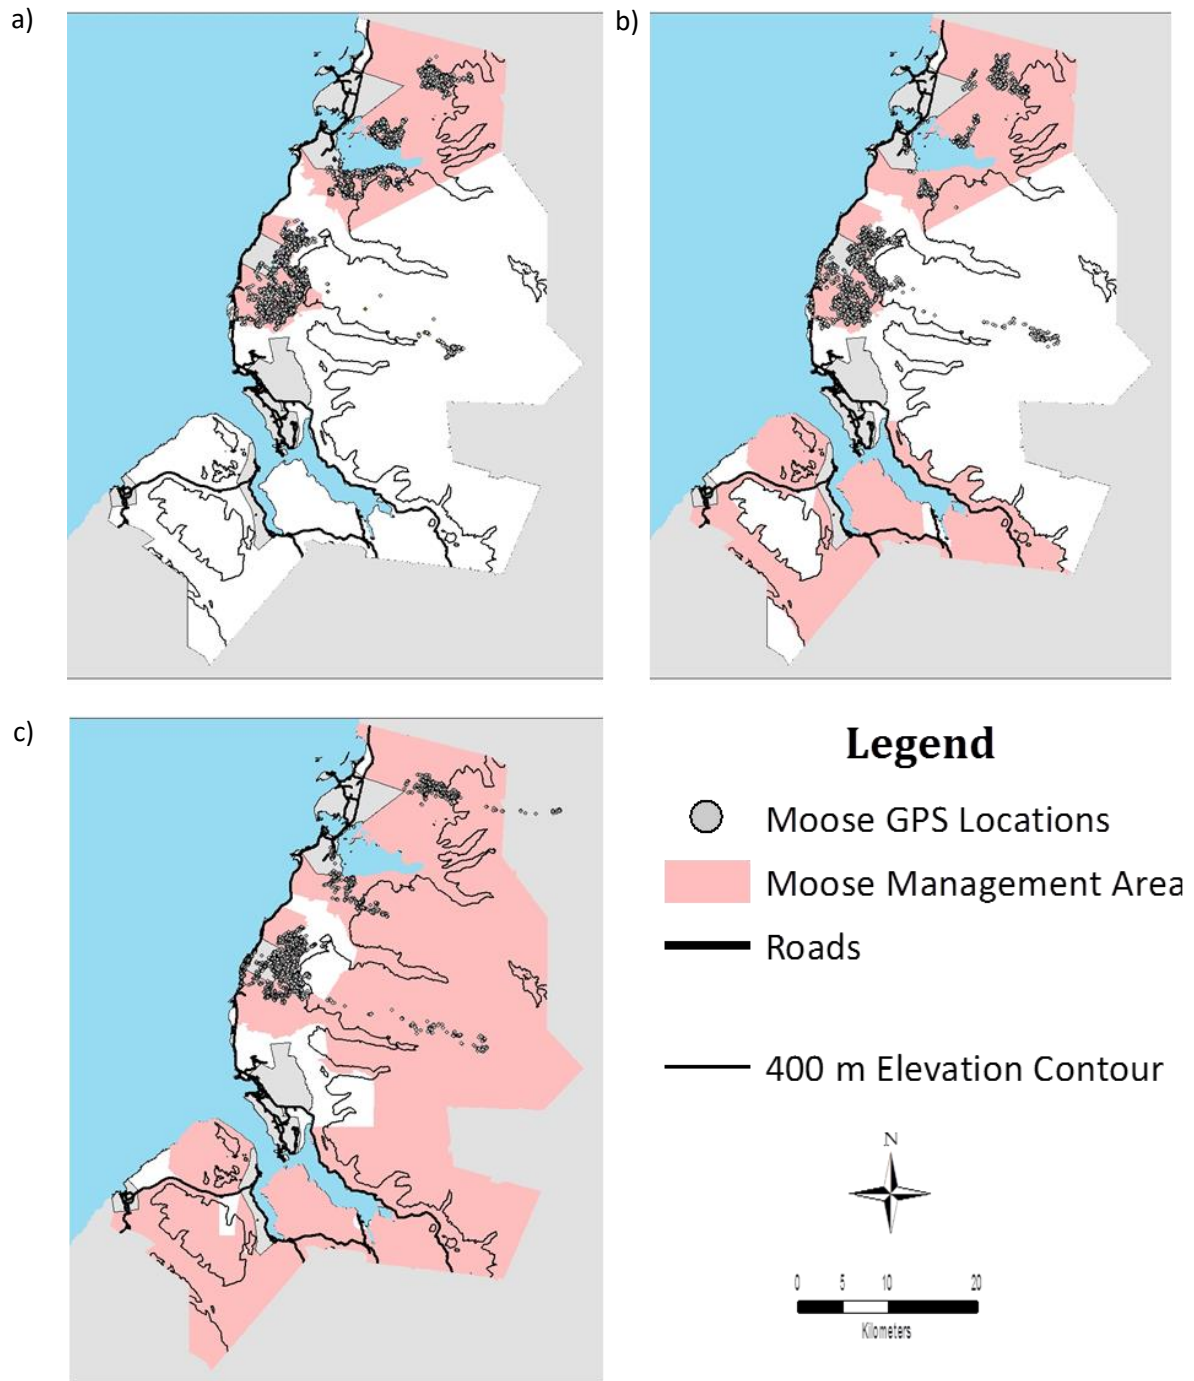 a)
b)
c)
Legend
Moose GPS Locations
Moose Management Area
Roads
400 m Elevation Contour
N
0 5 10 20
Kilometers